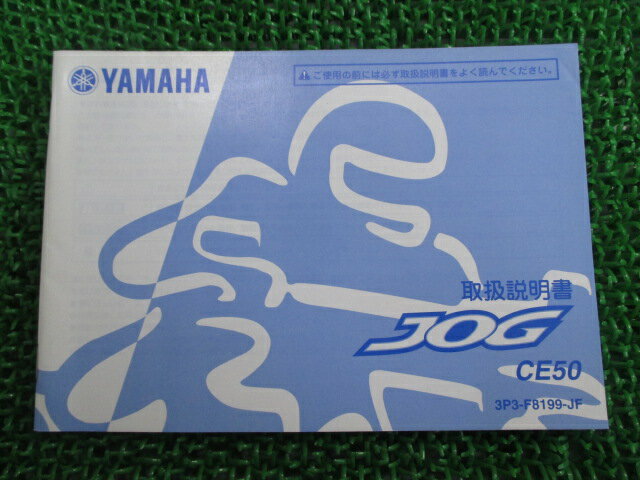 YAMAHA
⚠ご使用の前には必ず取扱説明書をよく読んでください。
取扱説明書
JOG
CE50
3P3-F8199-JF